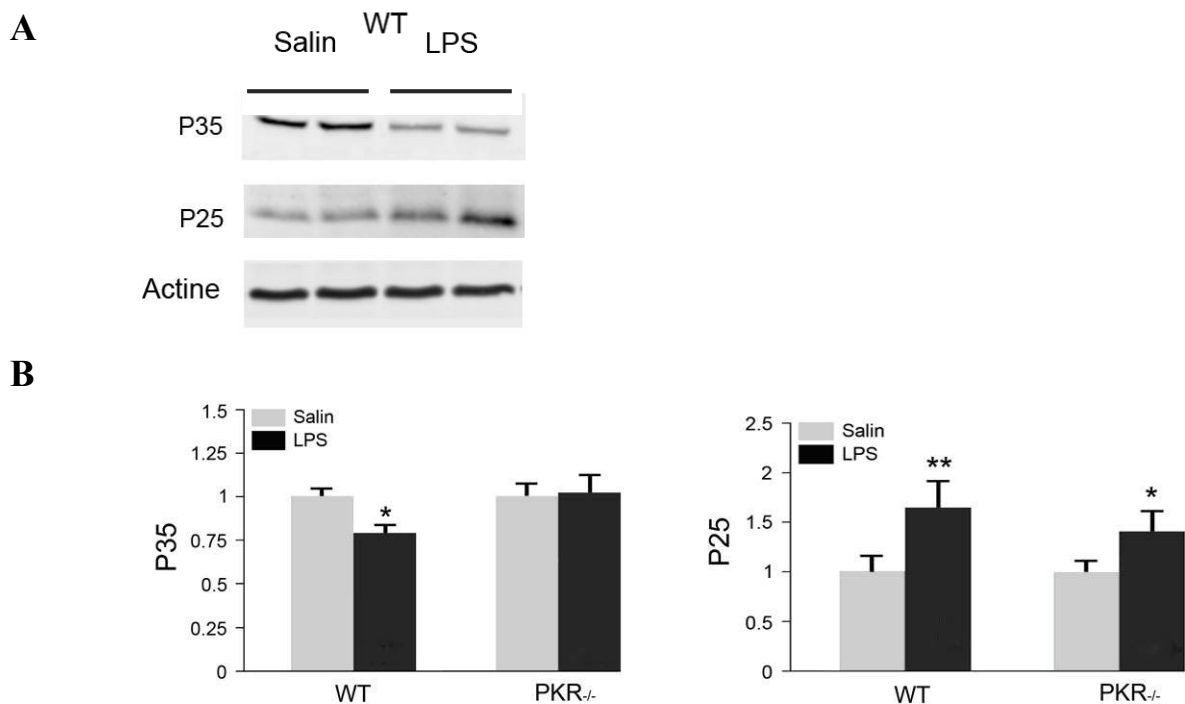 A
WT
Salin LPS
P35
P25
Actine
B
1.5
Salin
LPS
1.25
1
*
0.75
0.5
0.25
0
P35
WT PKR-/-
2.5
Salin
LPS
2
**
*
1.5
1
0.5
0
P25
WT PKR-/-